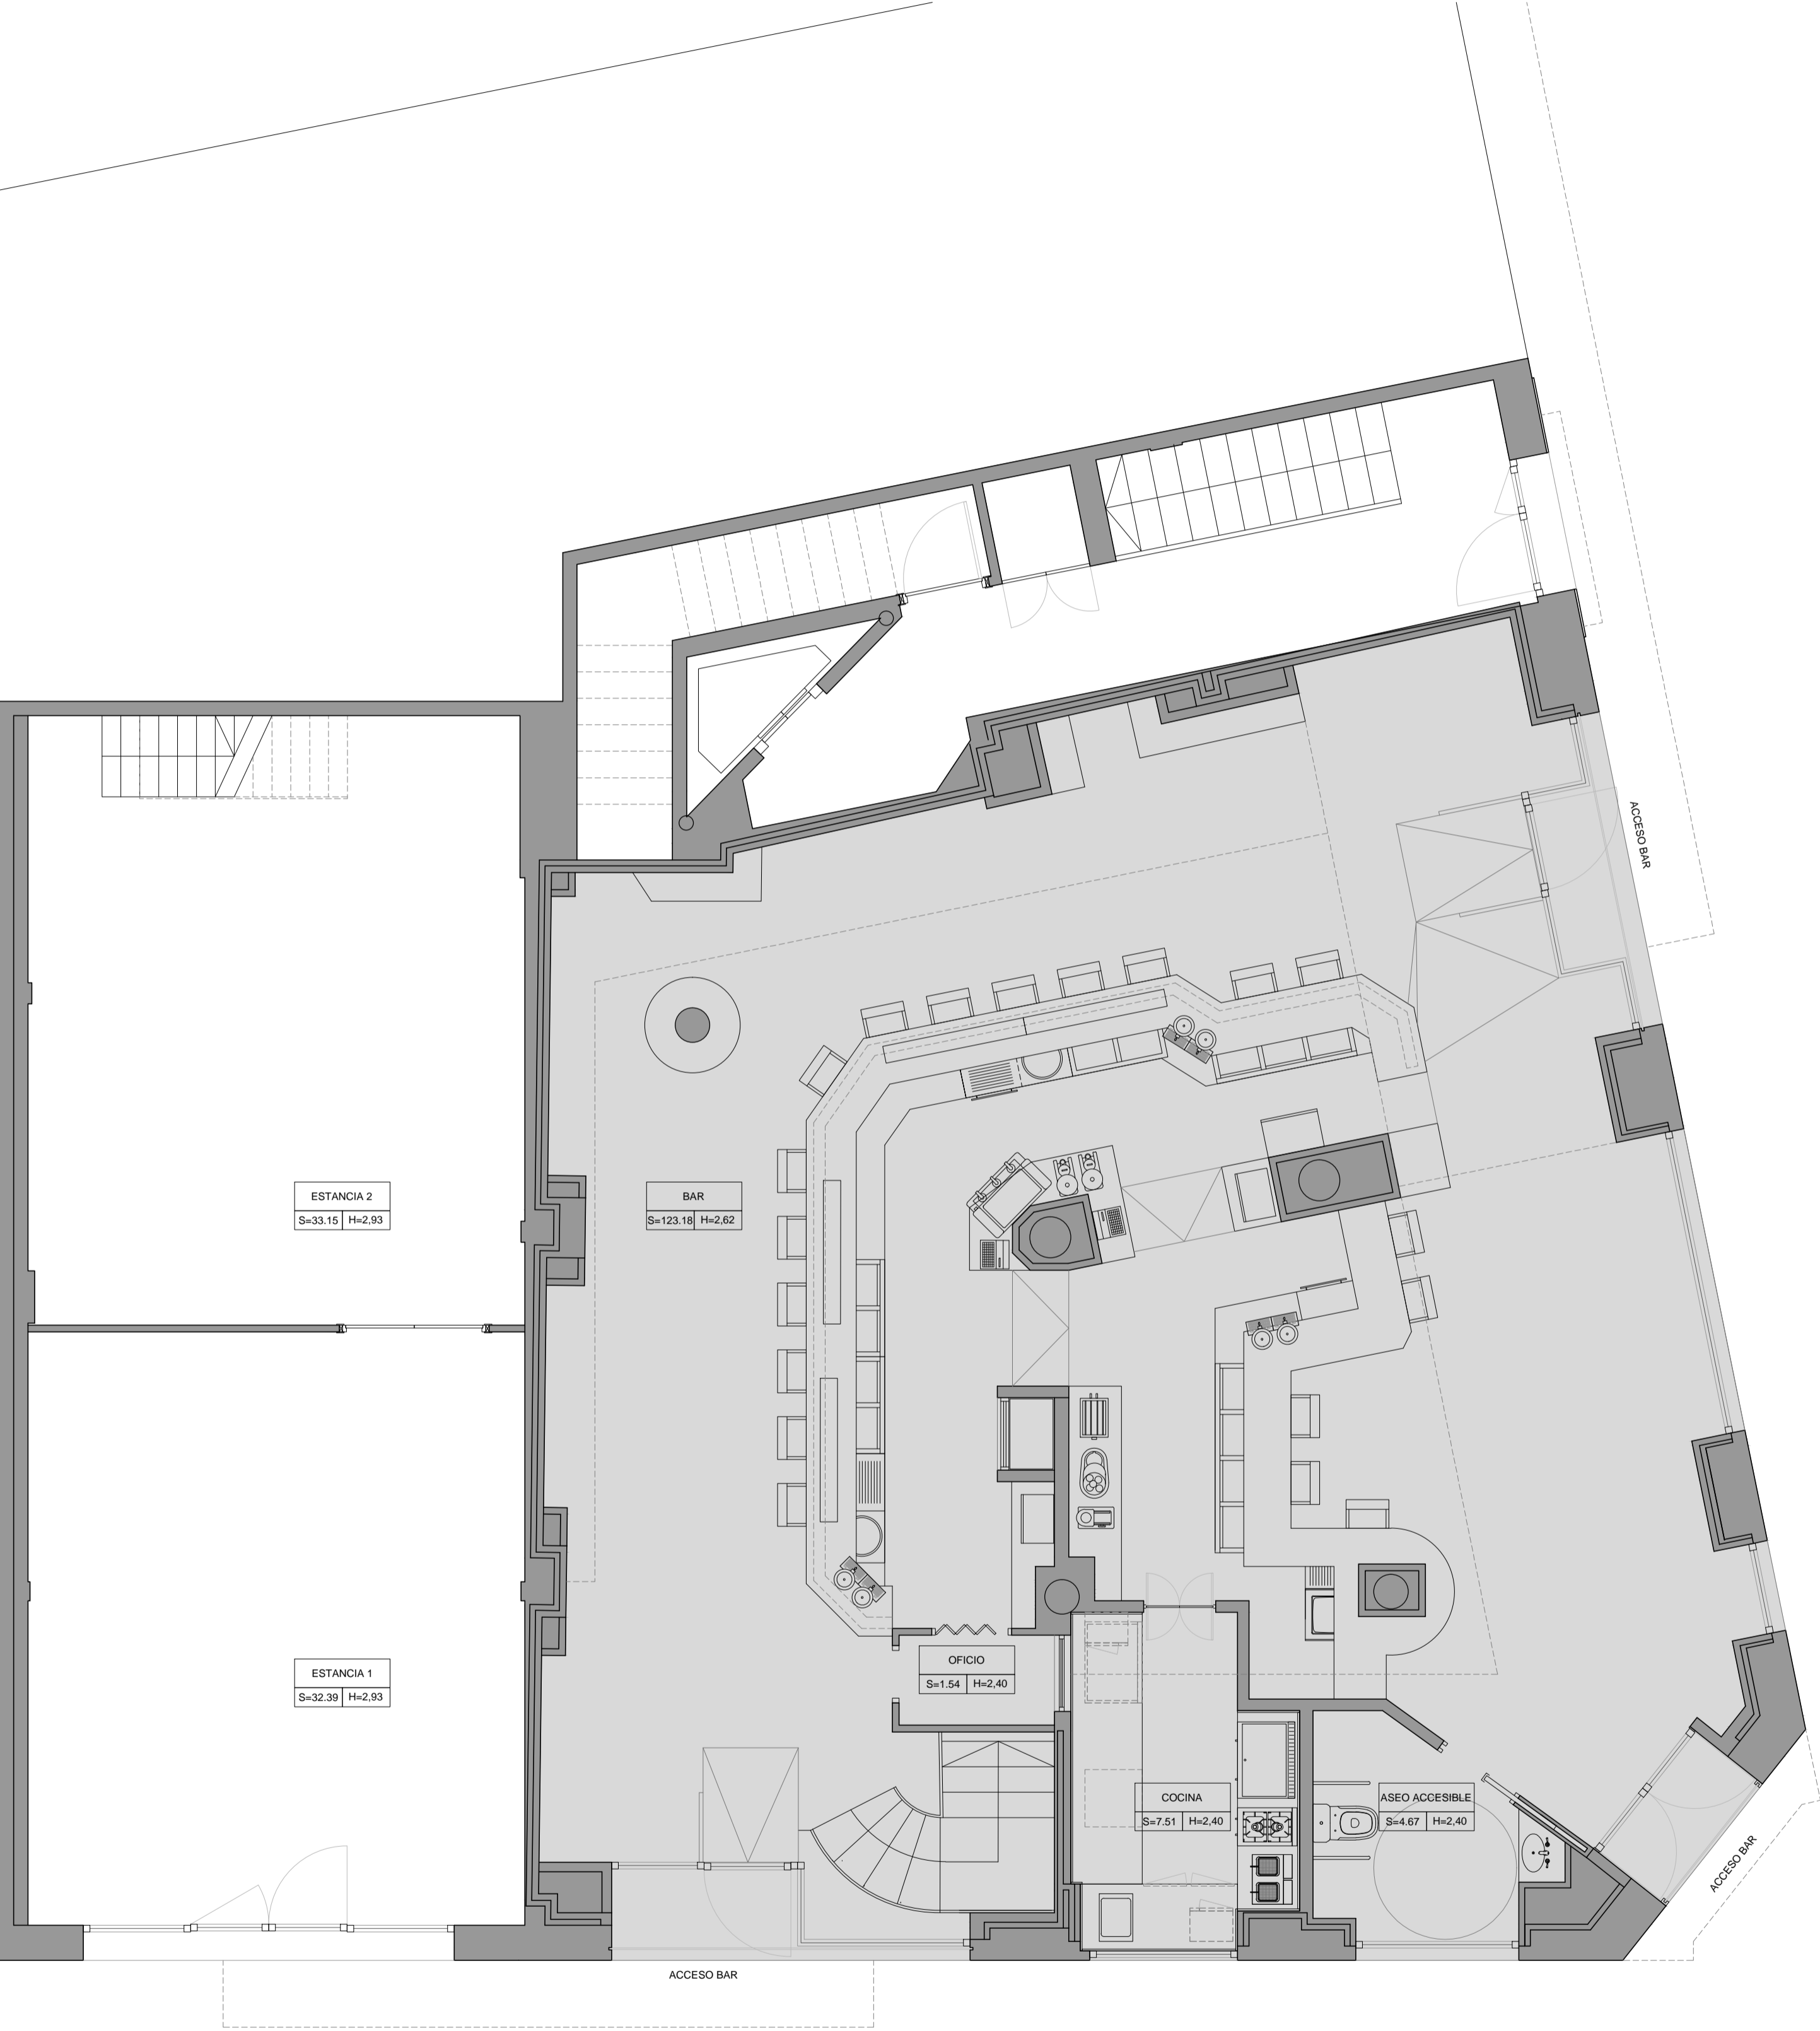 ACCESO BAR
ESTANCIA 2
S=33.15 H=2,93
BAR
S=123.18 H=2,62
ESTANCIA 1
S=32.39 H=2,93
OFICIO
S=1.54 H=2,40
COCINA
S=7.51 H=2,40
ASEO ACCESIBLE
S=4.67 H=2,40
ACCESO BAR
ACCESO BAR